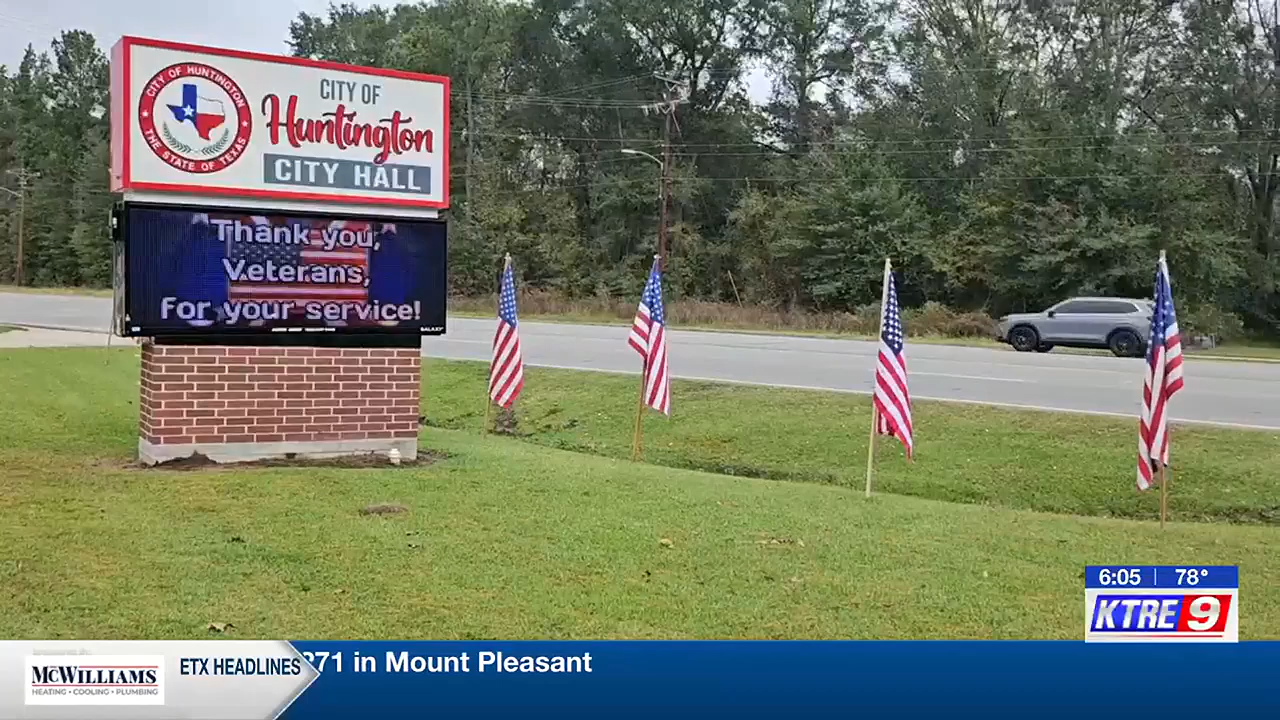 CITY OF HUNTINGTON
THE STATE OF TEXAS
CITY OF
Huntington
CITY HALL
Thank you,
Veterans,
For your service!
GALAXY
6:05 | 78°
KTRE 9
McWILLIAMS
HEATING • COOLING • PLUMBING
ETX HEADLINES
271 in Mount Pleasant